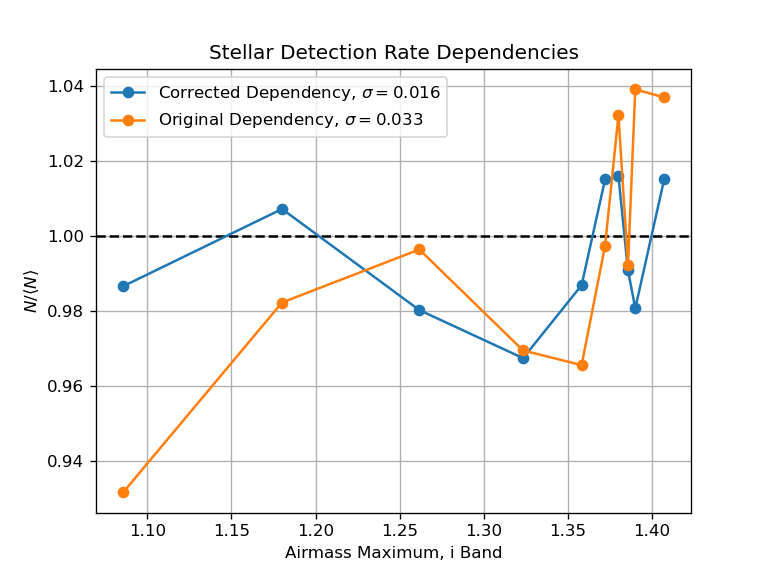 Stellar Detection Rate Dependencies
Corrected Dependency, σ = 0.016
Original Dependency, σ = 0.033
1.04
1.02
1.00
0.98
0.96
0.94
N/⟨N⟩
1.10 1.15 1.20 1.25 1.30 1.35 1.40
Airmass Maximum, i Band